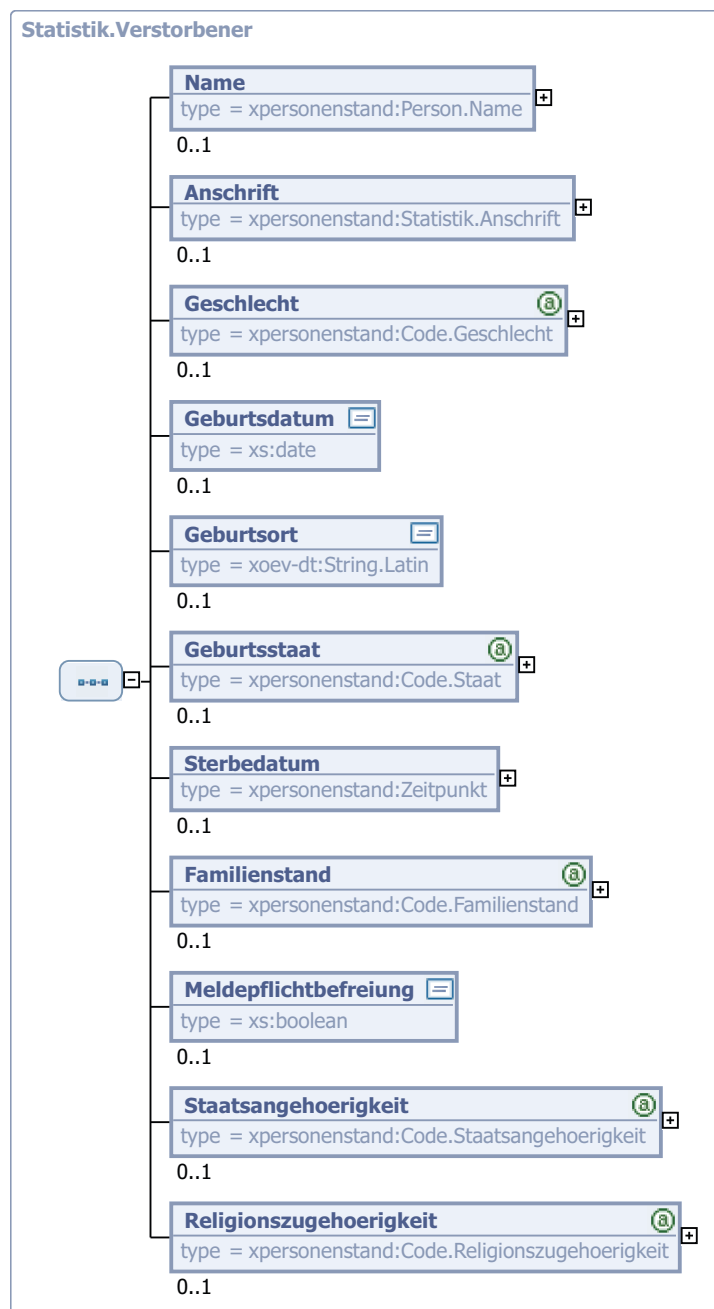 Statistik.Verstorbener
Name
type = xpersonenstand:Person.Name
0..1
Anschrift
type = xpersonenstand:Statistik.Anschrift
0..1
Geschlecht
type = xpersonenstand:Code.Geschlecht
0..1
Geburtsdatum
type = xs:date
0..1
Geburtsort
type = xoev-dt:String.Latin
0..1
Geburtsstaat
type = xpersonenstand:Code.Staat
0..1
Sterbedatum
type = xpersonenstand:Zeitpunkt
0..1
Familienstand
type = xpersonenstand:Code.Familienstand
0..1
Meldepflichtbefreiung
type = xs:boolean
0..1
Staatsangehoerigkeit
type = xpersonenstand:Code.Staatsangehoerigkeit
0..1
Religionszugehoerigkeit
type = xpersonenstand:Code.Religionszugehoerigkeit
0..1